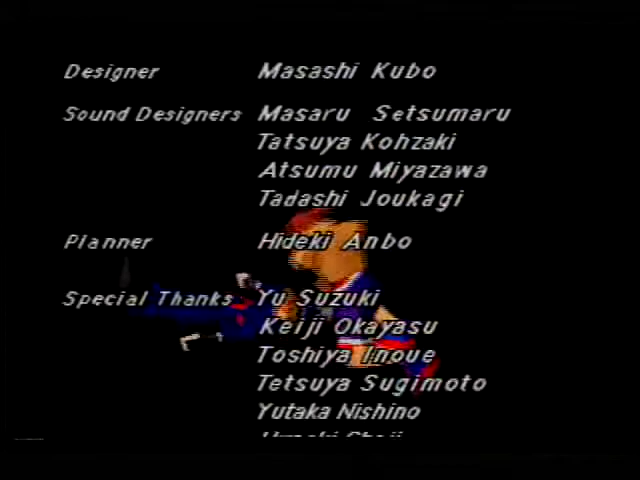 Designer Masashi Kubo
Sound Designers Masaru Setsumaru
Tatsuya Kohzaki
Atsumu Miyazawa
Tadashi Joukagi
Planner Hideki Anbo
Special Thanks Yu Suzuki
Keiji Okayasu
Toshiya Inoue
Tetsuya Sugimoto
Yutaka Nishino